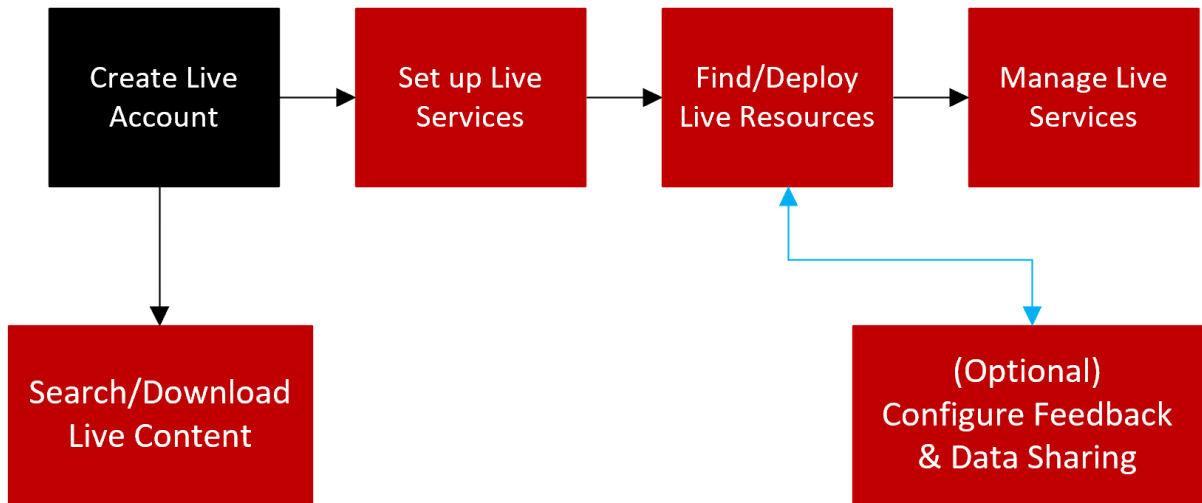 Create Live
Account
Set up Live
Services
Find/Deploy
Live Resources
Manage Live
Services
Search/Download
Live Content
(Optional)
Configure Feedback
& Data Sharing